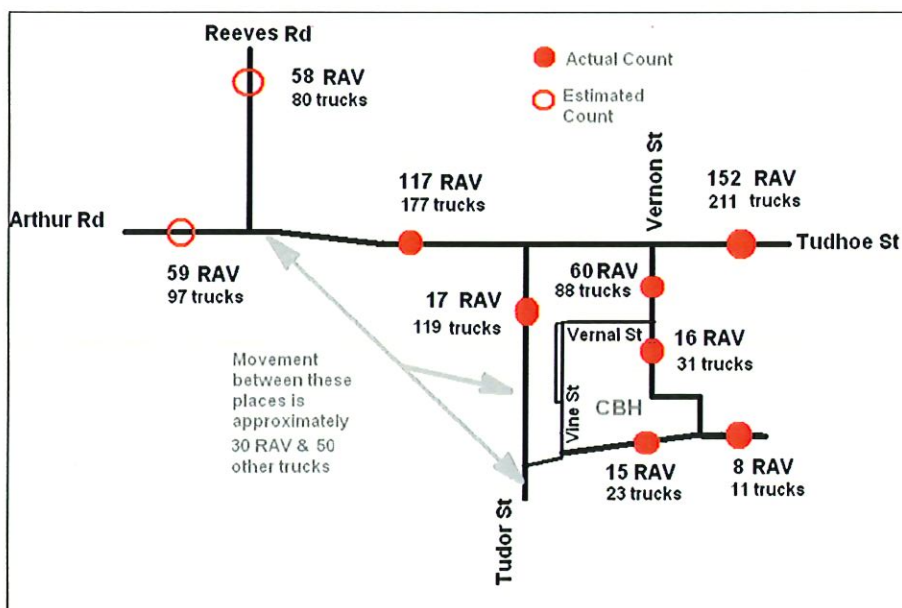 Reeves Rd
58 RAV
80 trucks
Actual Count
Estimated
Count
Vernon St
117 RAV
177 trucks
152 RAV
211 trucks
Arthur Rd
Tudhoe St
59 RAV
97 trucks
17 RAV
119 trucks
60 RAV
88 trucks
Vernal St
16 RAV
31 trucks
Movement
between these
places is
approximately
30 RAV & 50
other trucks
Vine St
CBH
15 RAV
23 trucks
8 RAV
11 trucks
Tudor St